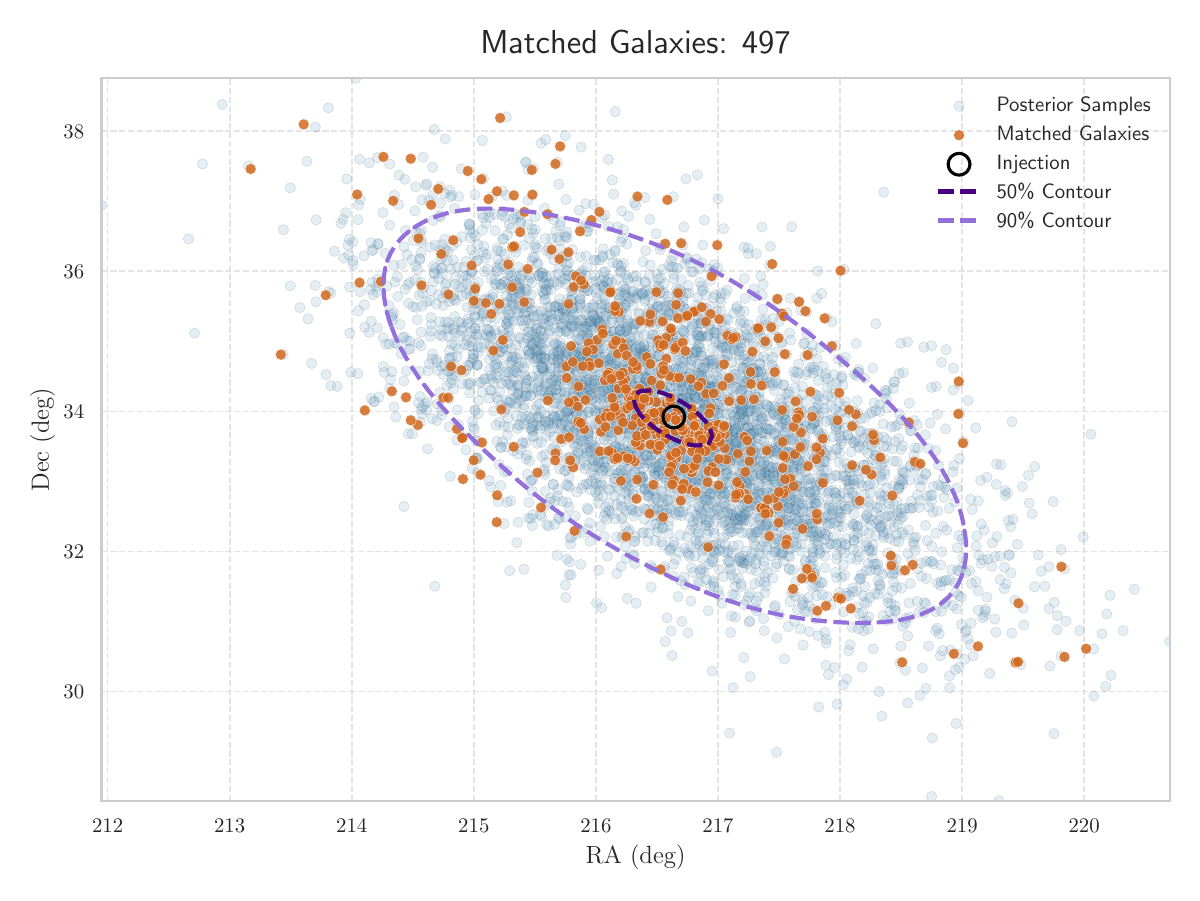 Matched Galaxies: 497
Posterior Samples
Matched Galaxies
Injection
50% Contour
90% Contour
38
36
34
32
30
Dec (deg)
212 213 214 215 216 217 218 219 220
RA (deg)